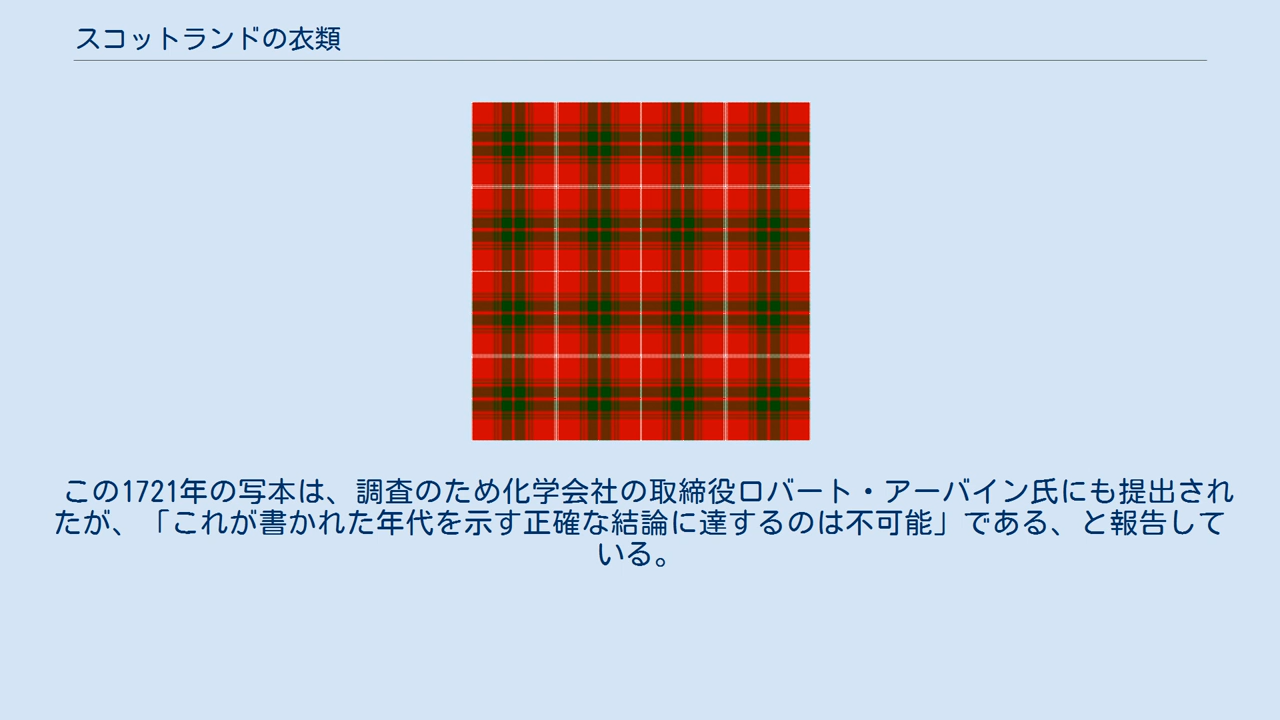 スコットランドの衣類
この1721年の写本は、調査のため化学会社の取締役ロバート・アーバイン氏にも提出され
たが、「これが書かれた年代を示す正確な結論に達するのは不可能」である、と報告して
いる。